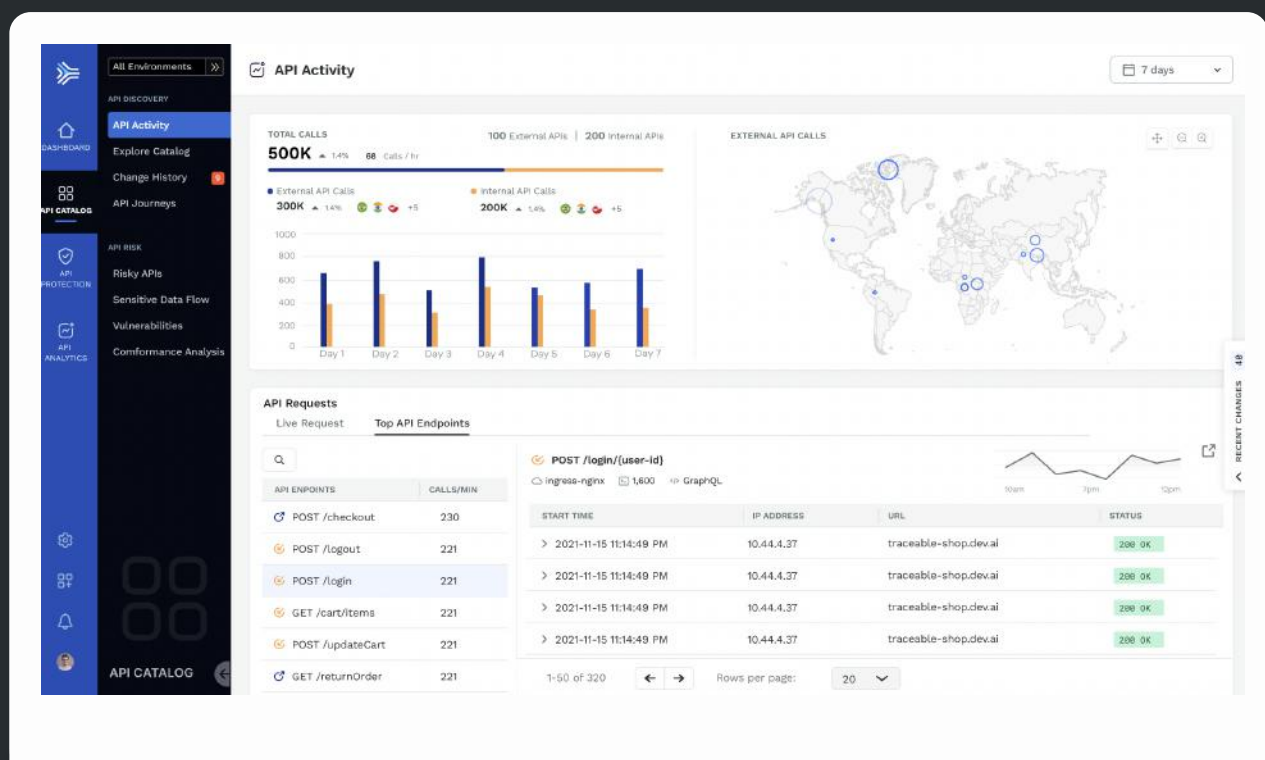 All Environments
API DISCOVERY
API Activity
Explore Catalog
Change History 9
API Journeys
API RISK
Risky APIs
Sensitive Data Flow
Vulnerabilities
Comformance Analysis
API CATALOG
DASHBOARD
API CATALOG
API
PROTECTION
API
ANALYTICS
API Activity
7 days
TOTAL CALLS
100 External APIs | 200 Internal APIs
500K 1.4% 68 Calls / hr
External API Calls
300K 1.4% +5
Internal API Calls
200K 1.4% +5
1000
800
600
400
200
0
Day 1 Day 2 Day 3 Day 4 Day 5 Day 6 Day 7
EXTERNAL API CALLS
RECENT CHANGES 40
API Requests
Live Request Top API Endpoints
API ENPOINTS CALLS/MIN
POST /checkout 230
POST /logout 221
POST /login 221
GET /cart/items 221
POST /updateCart 221
GET /returnOrder 221
POST /login/{user-id}
ingress-nginx 1,600 GraphQL
10am 7pm 12pm
START TIME IP ADDRESS URL STATUS
2021-11-15 11:14:49 PM 10.44.4.37 traceable-shop.dev.ai 200 OK
2021-11-15 11:14:49 PM 10.44.4.37 traceable-shop.dev.ai 200 OK
2021-11-15 11:14:49 PM 10.44.4.37 traceable-shop.dev.ai 200 OK
2021-11-15 11:14:49 PM 10.44.4.37 traceable-shop.dev.ai 200 OK
1-50 of 320 Rows per page: 20